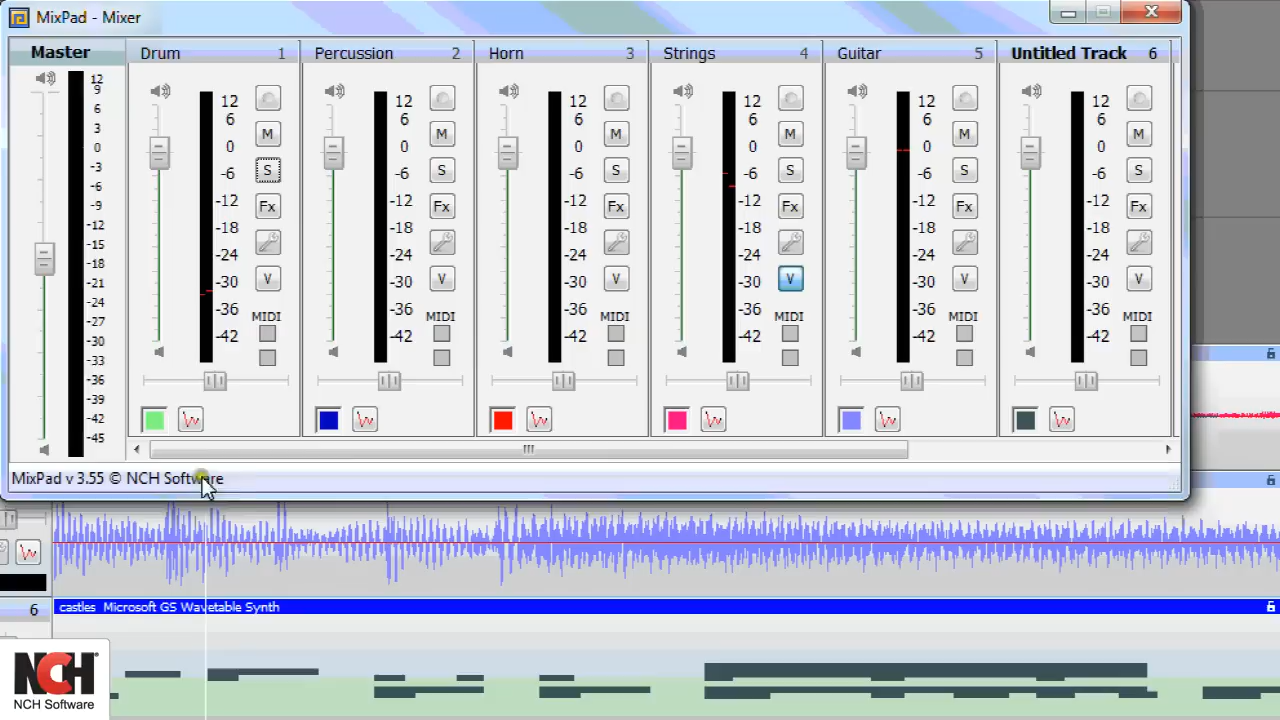 MixPad - Mixer
Master
Drum 1
Percussion 2
Horn 3
Strings 4
Guitar 5
Untitled Track 6
12
9
6
3
0
-3
-6
-9
-12
-15
-18
-21
-24
-27
-30
-33
-36
-39
-42
-45
12
6
0
-6
-12
-18
-24
-30
-36
-42
M
S
Fx
V
MIDI
12
6
0
-6
-12
-18
-24
-30
-36
-42
M
S
Fx
V
MIDI
12
6
0
-6
-12
-18
-24
-30
-36
-42
M
S
Fx
V
MIDI
12
6
0
-6
-12
-18
-24
-30
-36
-42
M
S
Fx
V
MIDI
12
6
0
-6
-12
-18
-24
-30
-36
-42
M
S
Fx
V
MIDI
12
6
0
-6
-12
-18
-24
-30
-36
-42
M
S
Fx
V
MIDI
MixPad v 3.55 © NCH Software
6
castles Microsoft GS Wavetable Synth
NCH®
NCH Software